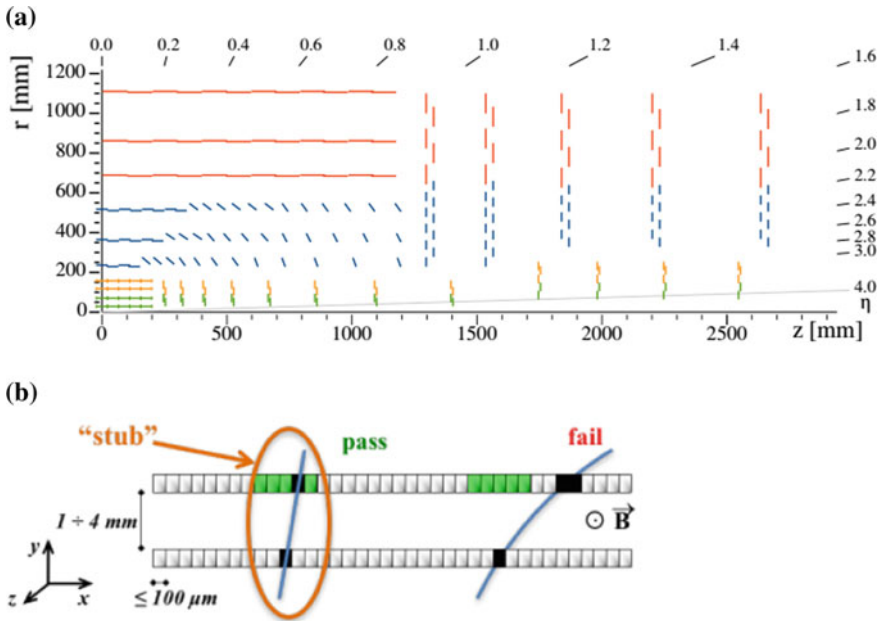 (a)
0.0 0.2 0.4 0.6 0.8 1.0 1.2 1.4 1.6
r [mm]
1200
1000
800
600
400
200
0
1.8
2.0
2.2
2.4
2.6
2.8
3.0
4.0
η
0 500 1000 1500 2000 2500 z [mm]
(b)
“stub” pass fail
1 ÷ 4 mm
⊙ B
y
z x
≤ 100 μm